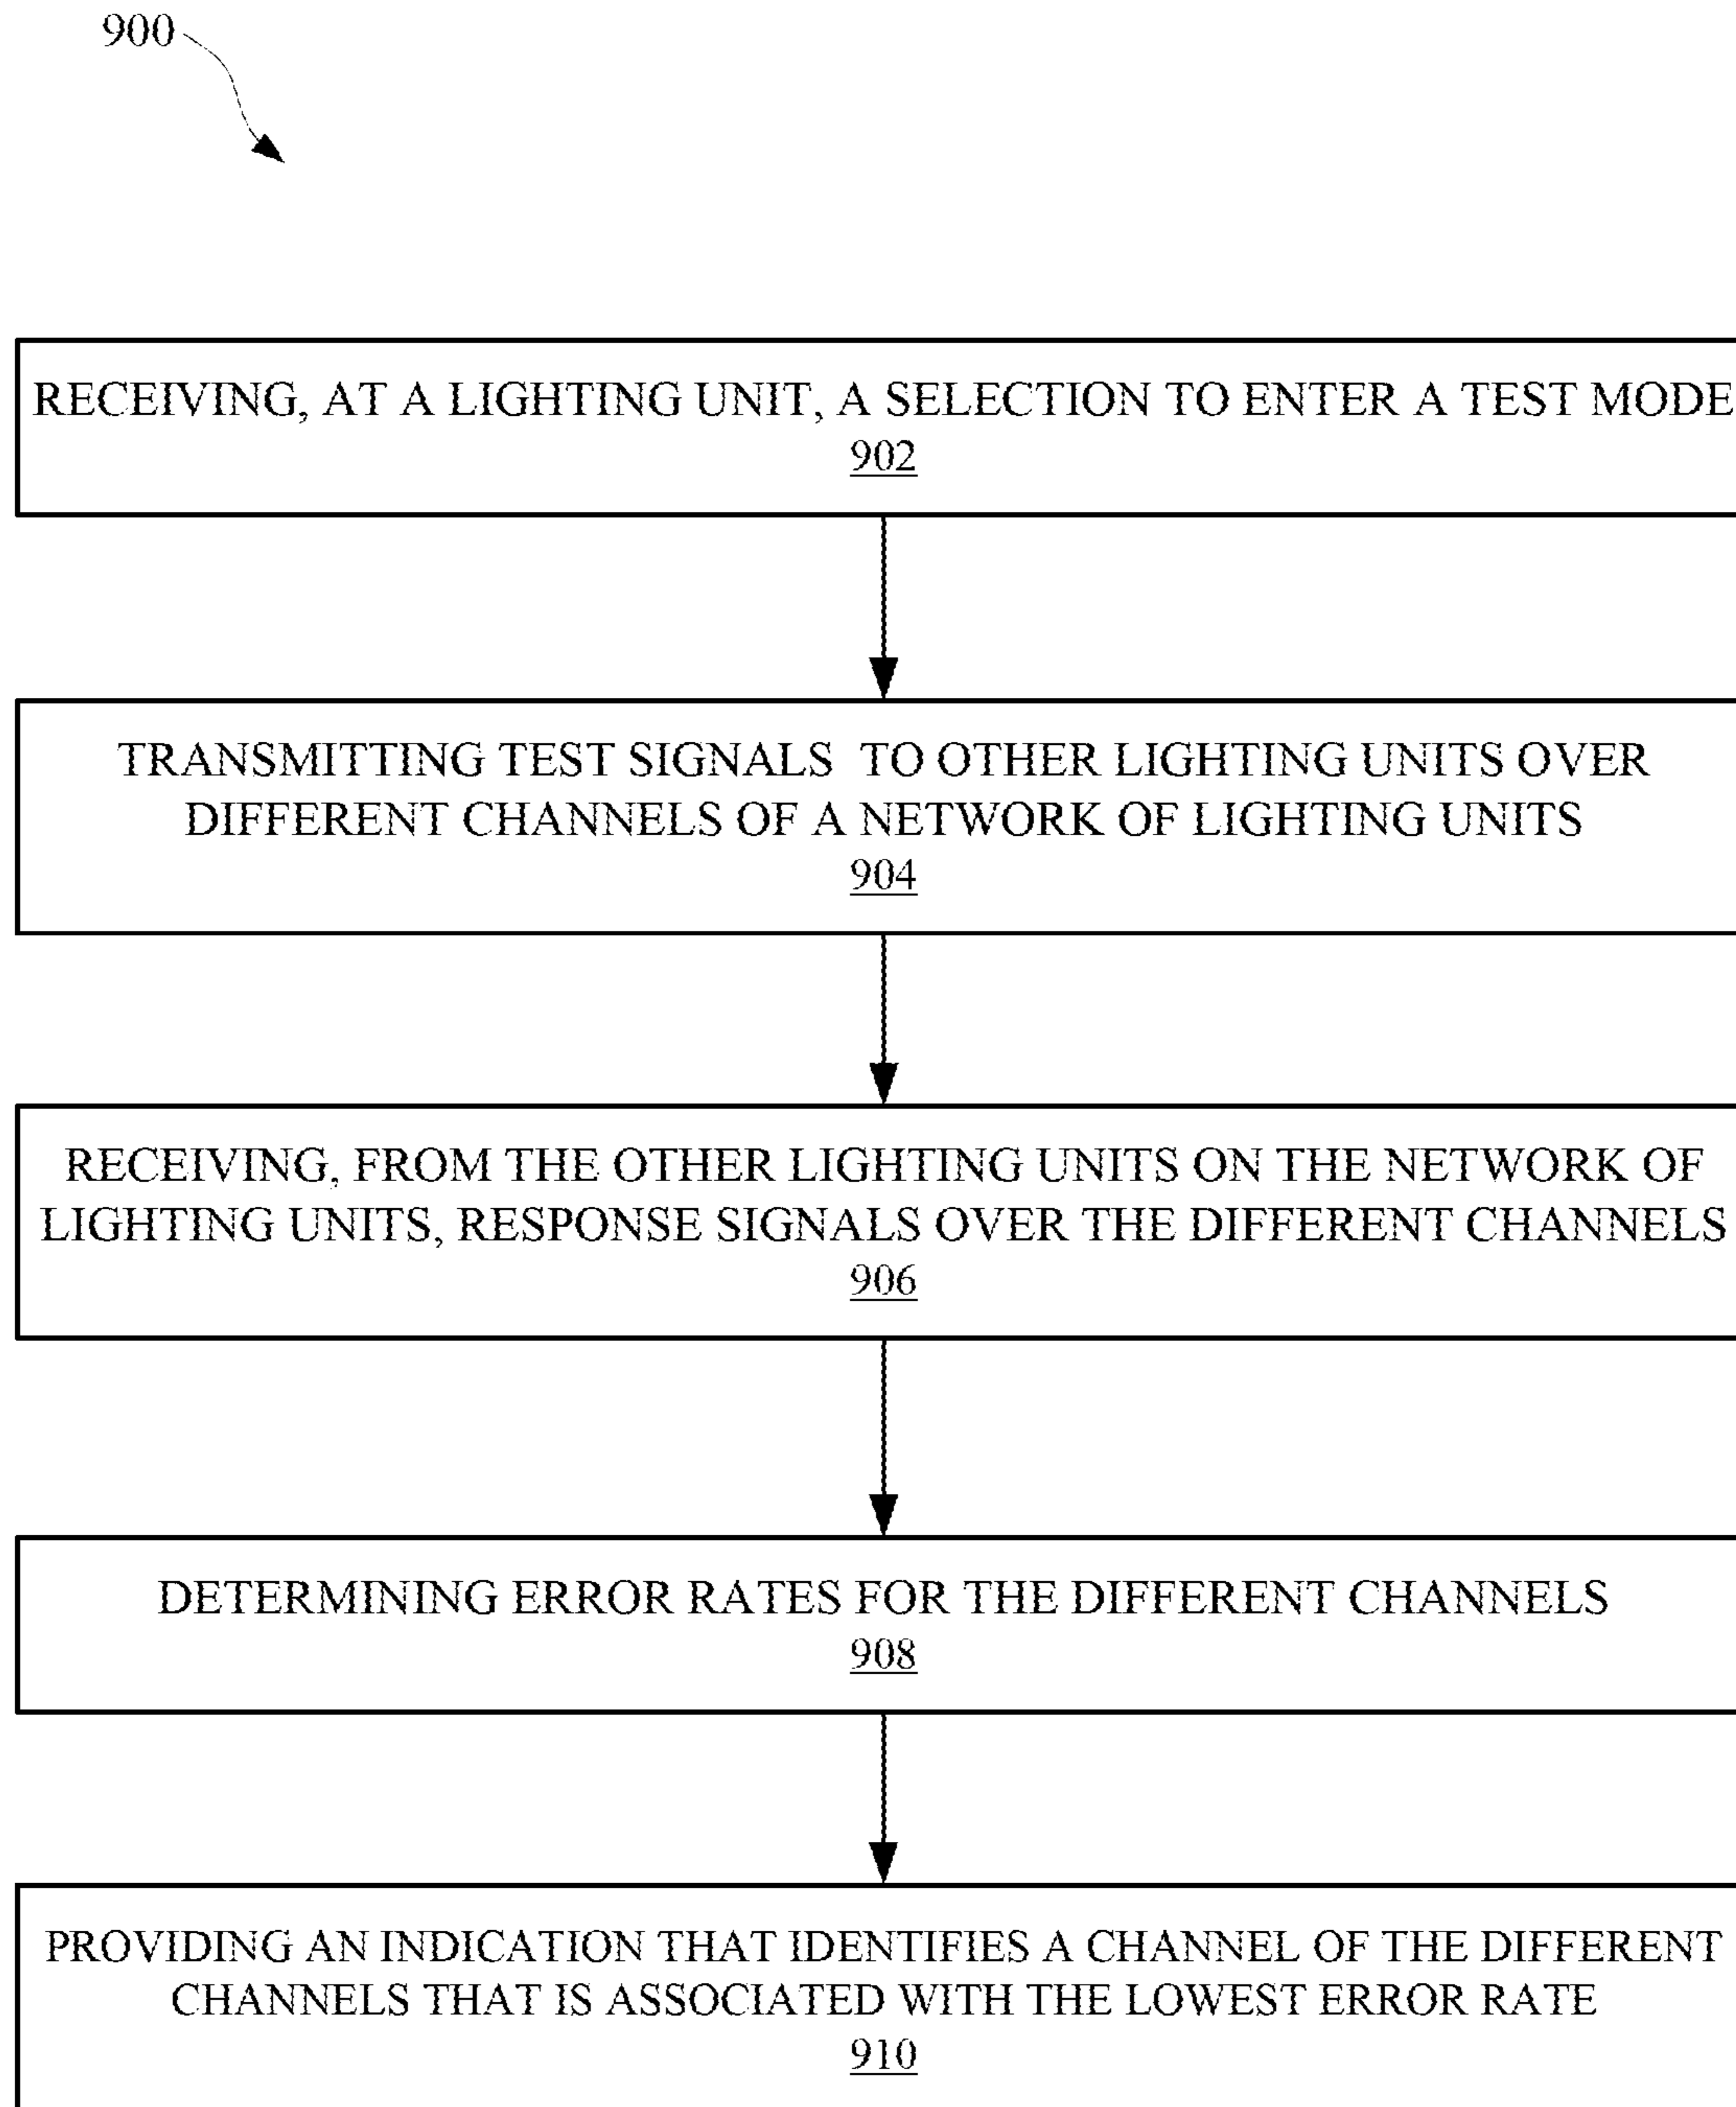 900
RECEIVING, AT A LIGHTING UNIT, A SELECTION TO ENTER A TEST MODE
902
TRANSMITTING TEST SIGNALS TO OTHER LIGHTING UNITS OVER
DIFFERENT CHANNELS OF A NETWORK OF LIGHTING UNITS
904
RECEIVING, FROM THE OTHER LIGHTING UNITS ON THE NETWORK OF
LIGHTING UNITS, RESPONSE SIGNALS OVER THE DIFFERENT CHANNELS
906
DETERMINING ERROR RATES FOR THE DIFFERENT CHANNELS
908
PROVIDING AN INDICATION THAT IDENTIFIES A CHANNEL OF THE DIFFERENT
CHANNELS THAT IS ASSOCIATED WITH THE LOWEST ERROR RATE
910